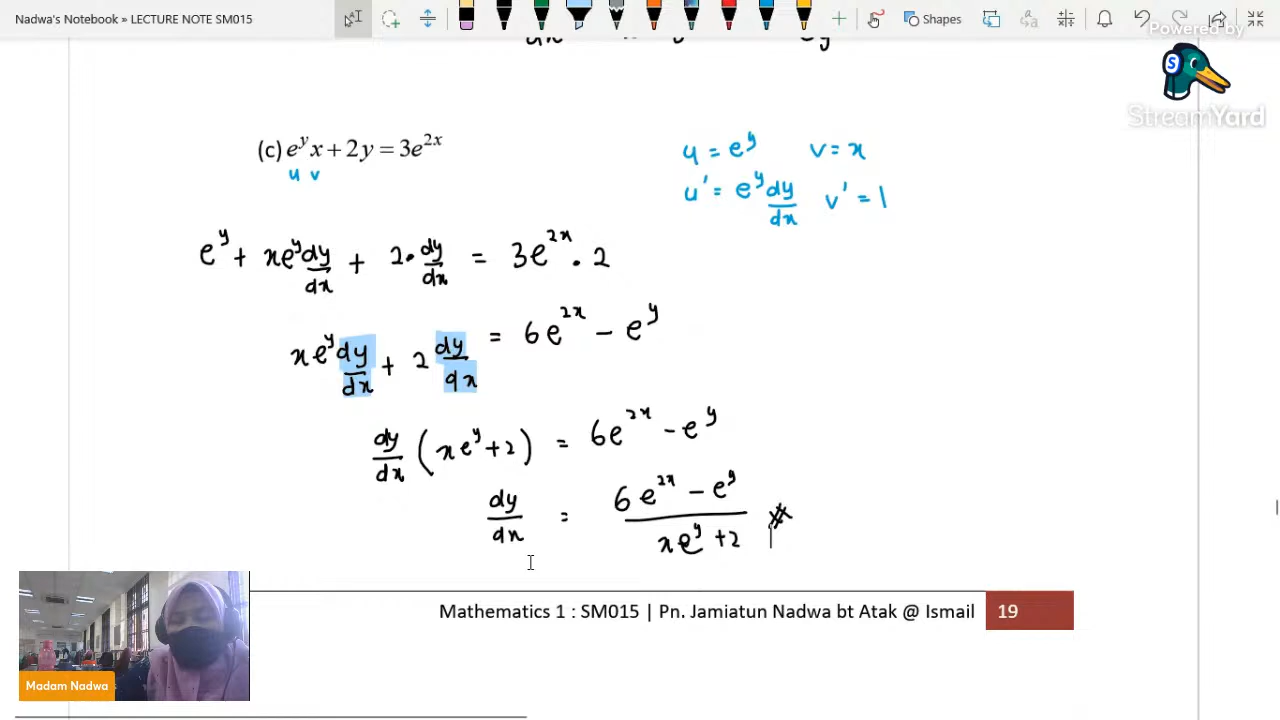 Nadwa's Notebook » LECTURE NOTE SM015
Shapes
Powered by
StreamYard
(c) e^y x + 2y = 3e^{2x}
u v
u = e^y v = x
u' = e^y dy/dx v' = 1
e^y + xe^y dy/dx + 2 · dy/dx = 3e^{2x} · 2
xe^y dy/dx + 2 dy/dx = 6e^{2x} - e^y
dy/dx (xe^y + 2) = 6e^{2x} - e^y
dy/dx = (6e^{2x} - e^y)/(xe^y + 2) #
Mathematics 1 : SM015 | Pn. Jamiatun Nadwa bt Atak @ Ismail 19
Madam Nadwa